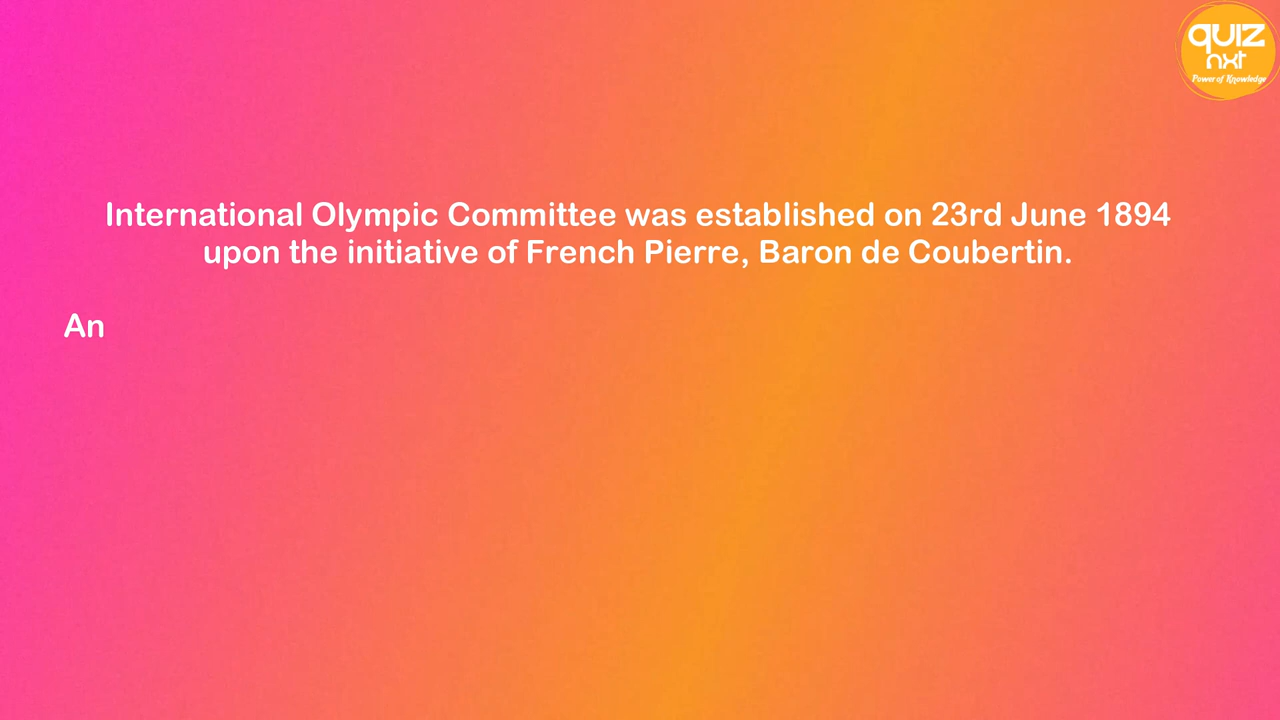 quiz
nxt
Power of Knowledge
International Olympic Committee was established on 23rd June 1894
upon the initiative of French Pierre, Baron de Coubertin.
An